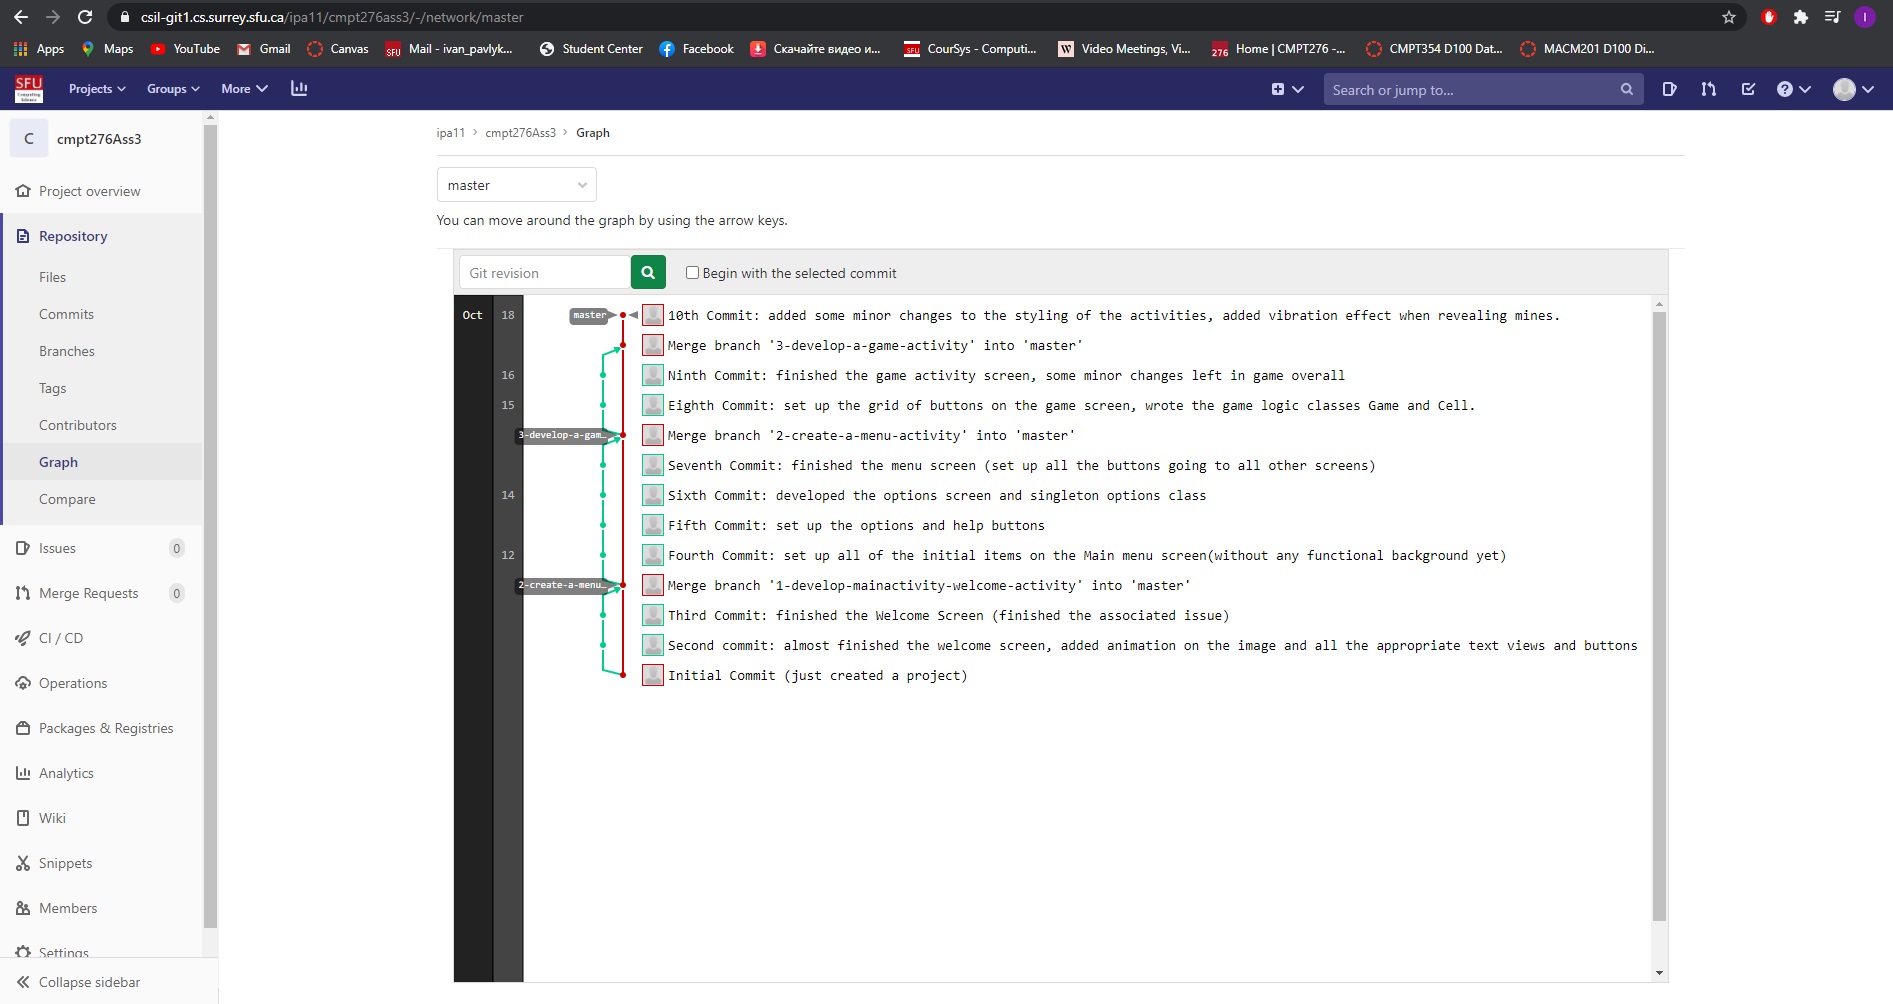 csil-git1.cs.surrey.sfu.ca/ipa11/cmpt276ass3/-/network/master
Apps Maps YouTube Gmail Canvas Mail - ivan_pavlyk... Student Center Facebook Скачайте видео и... CourSys - Computi... Video Meetings, Vi... Home | CMPT276 -... CMPT354 D100 Dat... MACM201 D100 Di...
SFU Computing Science Projects Groups More Search or jump to...
C cmpt276Ass3
Project overview
Repository
Files
Commits
Branches
Tags
Contributors
Graph
Compare
Issues 0
Merge Requests 0
CI / CD
Operations
Packages & Registries
Analytics
Wiki
Snippets
Members
Settings
Collapse sidebar
ipa11 > cmpt276Ass3 > Graph
master
You can move around the graph by using the arrow keys.
Git revision Begin with the selected commit
Oct 18 master 10th Commit: added some minor changes to the styling of the activities, added vibration effect when revealing mines.
Merge branch '3-develop-a-game-activity' into 'master'
16 Ninth Commit: finished the game activity screen, some minor changes left in game overall
15 Eighth Commit: set up the grid of buttons on the game screen, wrote the game logic classes Game and Cell.
3-develop-a-gam… Merge branch '2-create-a-menu-activity' into 'master'
Seventh Commit: finished the menu screen (set up all the buttons going to all other screens)
14 Sixth Commit: developed the options screen and singleton options class
Fifth Commit: set up the options and help buttons
12 Fourth Commit: set up all of the initial items on the Main menu screen(without any functional background yet)
2-create-a-menu… Merge branch '1-develop-mainactivity-welcome-activity' into 'master'
Third Commit: finished the Welcome Screen (finished the associated issue)
Second commit: almost finished the welcome screen, added animation on the image and all the appropriate text views and buttons
Initial Commit (just created a project)